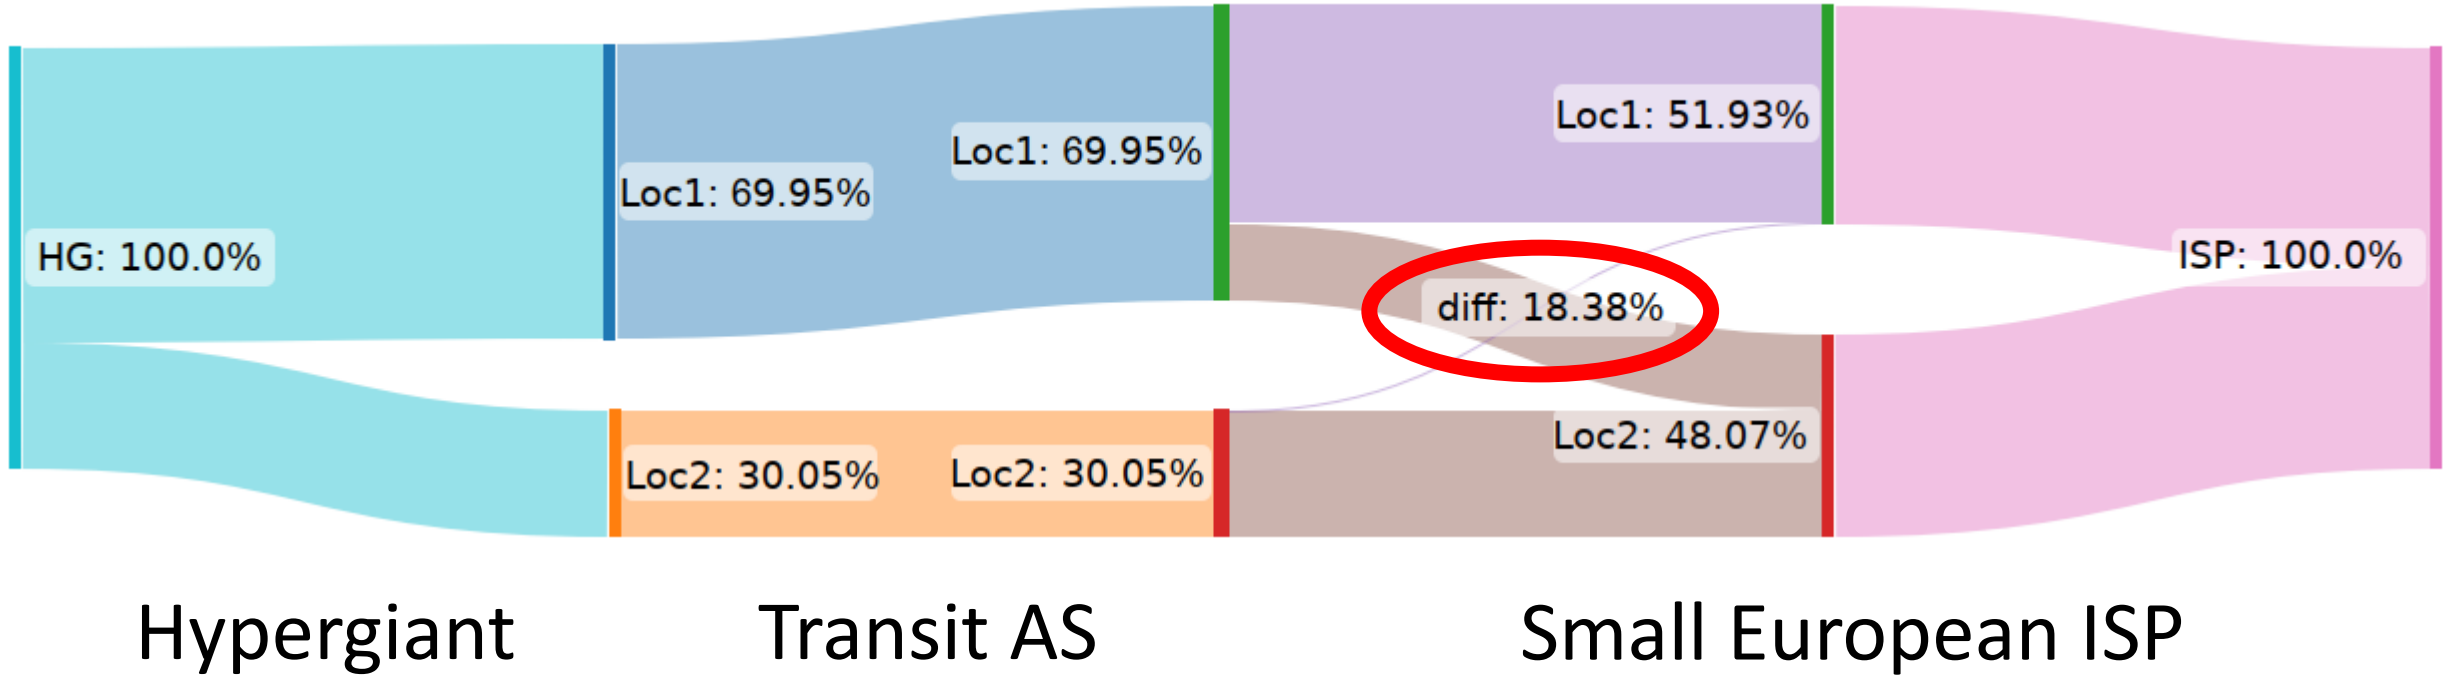 HG: 100.0%
Loc1: 69.95%
Loc1: 69.95%
Loc1: 51.93%
ISP: 100.0%
diff: 18.38%
Loc2: 30.05%
Loc2: 30.05%
Loc2: 48.07%
Hypergiant
Transit AS
Small European ISP